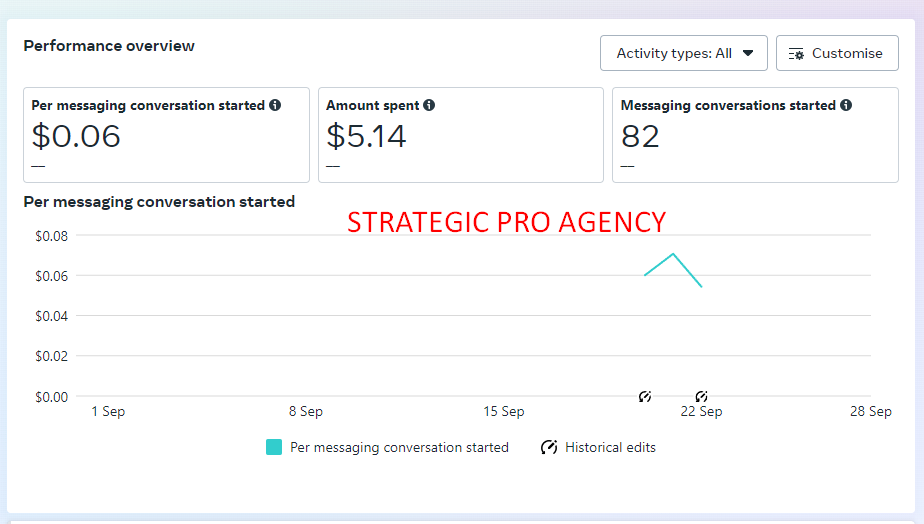 Performance overview
Activity types: All
Customise
Per messaging conversation started
$0.06
—
Amount spent
$5.14
—
Messaging conversations started
82
—
Per messaging conversation started
STRATEGIC PRO AGENCY
$0.08
$0.06
$0.04
$0.02
$0.00
1 Sep 8 Sep 15 Sep 22 Sep 28 Sep
Per messaging conversation started Historical edits